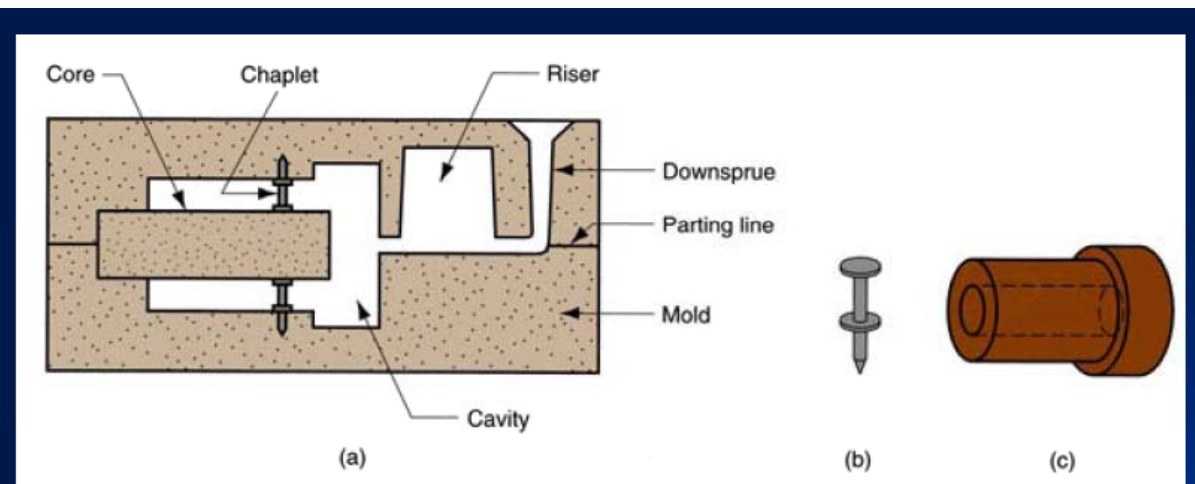 Core
Chaplet
Riser
Downsprue
Parting line
Mold
Cavity
(a)
(b)
(c)